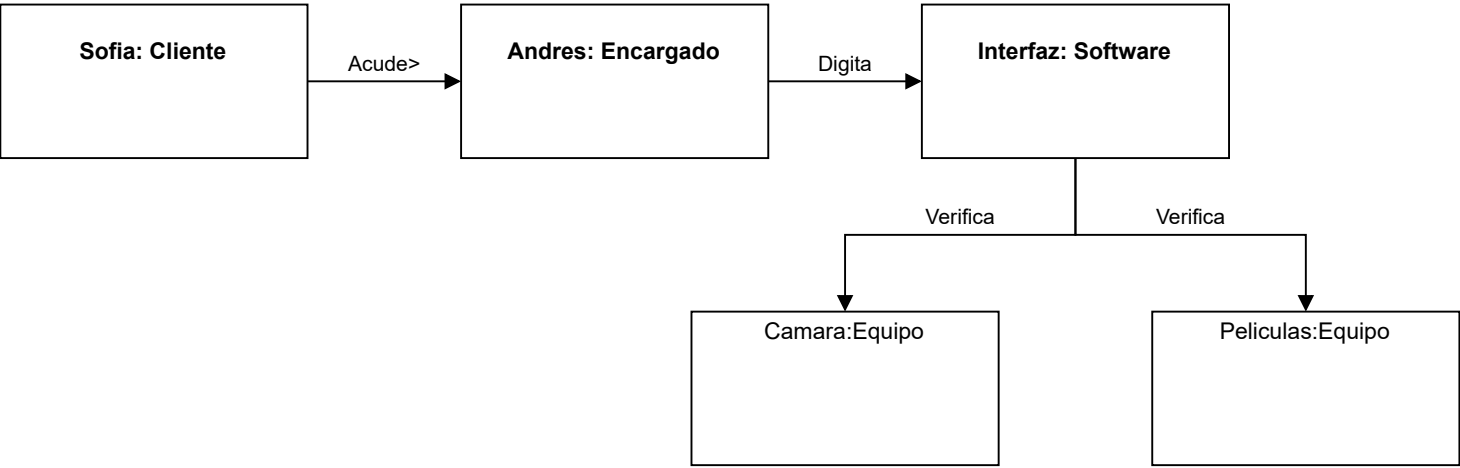 Sofia: Cliente
Acude>
Andres: Encargado
Digita
Interfaz: Software
Verifica
Verifica
Camara:Equipo
Peliculas:Equipo